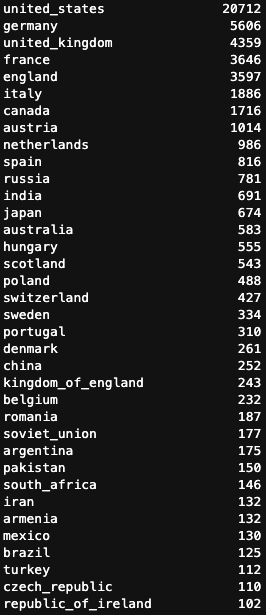 united_states 20712
germany 5606
united_kingdom 4359
france 3646
england 3597
italy 1886
canada 1716
austria 1014
netherlands 986
spain 816
russia 781
india 691
japan 674
australia 583
hungary 555
scotland 543
poland 488
switzerland 427
sweden 334
portugal 310
denmark 261
china 252
kingdom_of_england 243
belgium 232
romania 187
soviet_union 177
argentina 175
pakistan 150
south_africa 146
iran 132
armenia 132
mexico 130
brazil 125
turkey 112
czech_republic 110
republic_of_ireland 102